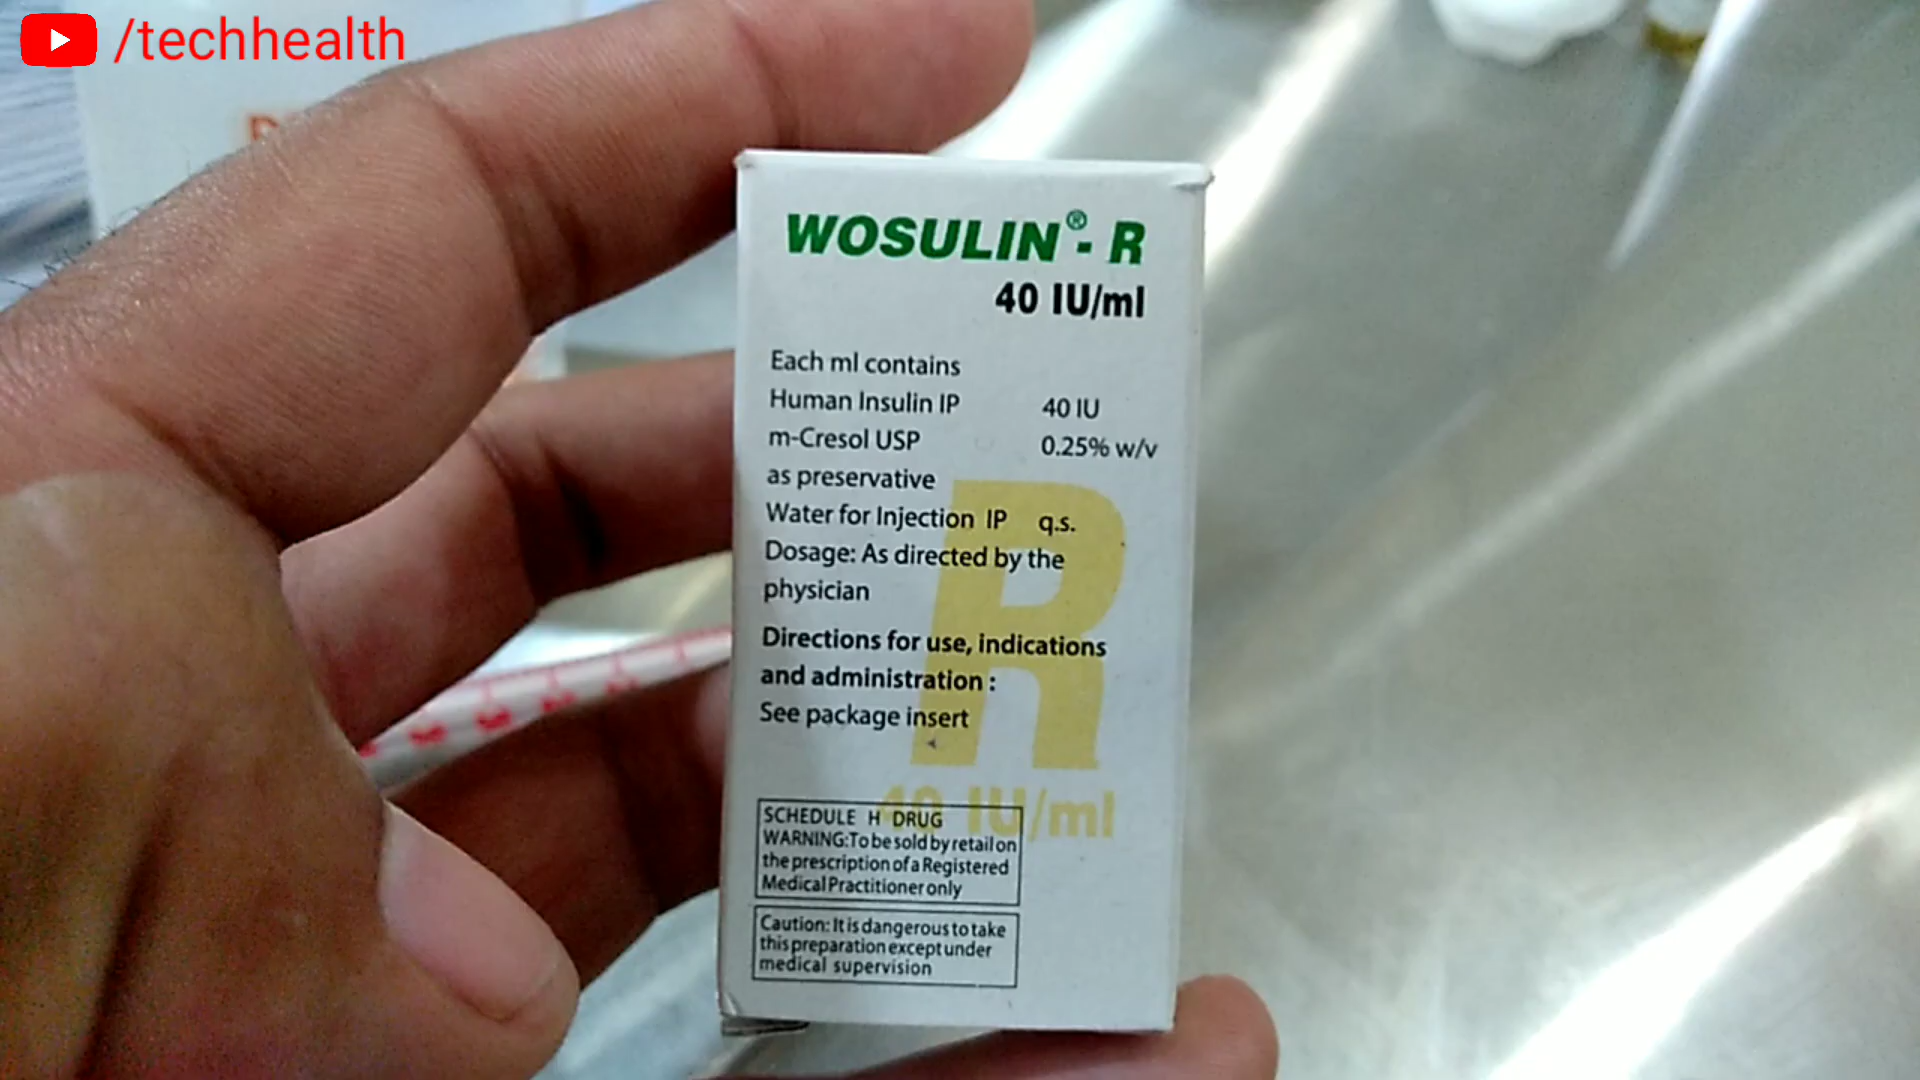 /techhealth
WOSULIN®- R
40 IU/ml
Each ml contains
Human Insulin IP 40 IU
m-Cresol USP 0.25% w/v
as preservative
Water for Injection IP q.s.
Dosage: As directed by the
physician
Directions for use, indications
and administration :
See package insert
R
40 IU/ml
SCHEDULE H DRUG
WARNING:To be sold by retail on
the prescription of a Registered
Medical Practitioner only
Caution: It is dangerous to take
this preparation except under
medical supervision